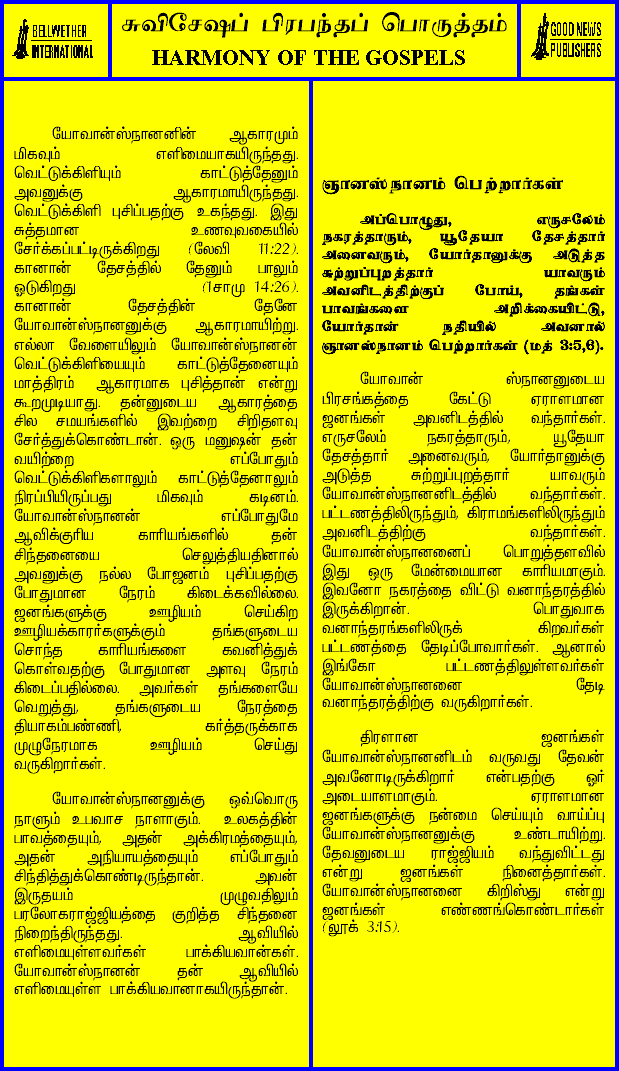 BELLWETHER
INTERNATIONAL
சுவிசேஷப் பிரபந்தப் பொருத்தம்
HARMONY OF THE GOSPELS
GOOD NEWS
PUBLISHERS
யோவான்ஸ்நானனின் ஆகாரமும்
மிகவும் எளிமையாகயிருந்தது.
வெட்டுக்கிளியும் காட்டுத்தேனும்
அவனுக்கு ஆகாரமாயிருந்தது.
வெட்டுக்கிளி புசிப்பதற்கு உகந்தது. இது
சுத்தமான உணவுவகையில்
சேர்க்கப்பட்டிருக்கிறது (லேவி 11:22).
கானான் தேசத்தில் தேனும் பாலும்
ஓடுகிறது (1சாமு 14:26).
கானான் தேசத்தின் தேனே
யோவான்ஸ்நானனுக்கு ஆகாரமாயிற்று.
எல்லா வேளையிலும் யோவான்ஸ்நானன்
வெட்டுக்கிளியையும் காட்டுத்தேனையும்
மாத்திரம் ஆகாரமாக புசித்தான் என்று
கூறமுடியாது. தன்னுடைய ஆகாரத்தை
சில சமயங்களில் இவற்றை சிறிதளவு
சேர்த்துக்கொண்டான். ஒரு மனுஷன் தன்
வயிற்றை எப்போதும்
வெட்டுக்கிளிகளாலும் காட்டுத்தேனாலும்
நிரப்பியிருப்பது மிகவும் கடினம்.
யோவான்ஸ்நானன் எப்போதுமே
ஆவிக்குரிய காரியங்களில் தன்
சிந்தனையை செலுத்தியதினால்
அவனுக்கு நல்ல போஜனம் புசிப்பதற்கு
போதுமான நேரம் கிடைக்கவில்லை.
ஜனங்களுக்கு ஊழியம் செய்கிற
ஊழியக்காரர்களுக்கும் தங்களுடைய
சொந்த காரியங்களை கவனித்துக்
கொள்வதற்கு போதுமான அளவு நேரம்
கிடைப்பதில்லை. அவர்கள் தங்களையே
வெறுத்து, தங்களுடைய நேரத்தை
தியாகம்பண்ணி, கர்த்தருக்காக
முழுநேரமாக ஊழியம் செய்து
வருகிறார்கள்.
யோவான்ஸ்நானனுக்கு ஒவ்வொரு
நாளும் உபவாச நாளாகும். உலகத்தின்
பாவத்தையும், அதன் அக்கிரமத்தையும்,
அதன் அநியாயத்தையும் எப்போதும்
சிந்தித்துக்கொண்டிருந்தான். அவன்
இருதயம் முழுவதிலும்
பரலோகராஜ்ஜியத்தை குறித்த சிந்தனை
நிறைந்திருந்தது. ஆவியில்
எளிமையுள்ளவர்கள் பாக்கியவான்கள்.
யோவான்ஸ்நானன் தன் ஆவியில்
எளிமையுள்ள பாக்கியவானாகயிருந்தான்.
ஞானஸ்நானம் பெற்றார்கள்
அப்பொழுது, எருசலேம்
நகரத்தாரும், யூதேயா தேசத்தார்
அனைவரும், யோர்தானுக்கு அடுத்த
சுற்றுப்புறத்தார் யாவரும்
அவனிடத்திற்குப் போய், தங்கள்
பாவங்களை அறிக்கையிட்டு,
யோர்தான் நதியில் அவனால்
ஞானஸ்நானம் பெற்றார்கள் (மத் 3:5,6).
யோவான் ஸ்நானனுடைய
பிரசங்கத்தை கேட்டு ஏராளமான
ஜனங்கள் அவனிடத்தில் வந்தார்கள்.
எருசலேம் நகரத்தாரும், யூதேயா
தேசத்தார் அனைவரும், யோர்தானுக்கு
அடுத்த சுற்றுப்புறத்தார் யாவரும்
யோவான்ஸ்நானனிடத்தில் வந்தார்கள்.
பட்டணத்திலிருந்தும், கிராமங்களிலிருந்தும்
அவனிடத்திற்கு வந்தார்கள்.
யோவான்ஸ்நானனைப் பொறுத்தளவில்
இது ஒரு மேன்மையான காரியமாகும்.
இவனோ நகரத்தை விட்டு வனாந்தரத்தில்
இருக்கிறான். பொதுவாக
வனாந்தரங்களிலிருக் கிறவர்கள்
பட்டணத்தை தேடிப்போவார்கள். ஆனால்
இங்கோ பட்டணத்திலுள்ளவர்கள்
யோவான்ஸ்நானனை தேடி
வனாந்தரத்திற்கு வருகிறார்கள்.
திரளான ஜனங்கள்
யோவான்ஸ்நானனிடம் வருவது தேவன்
அவனோடிருக்கிறார் என்பதற்கு ஓர்
அடையாளமாகும். ஏராளமான
ஜனங்களுக்கு நன்மை செய்யும் வாய்ப்பு
யோவான்ஸ்நானனுக்கு உண்டாயிற்று.
தேவனுடைய ராஜ்ஜியம் வந்துவிட்டது
என்று ஜனங்கள் நினைத்தார்கள்.
யோவான்ஸ்நானனை கிறிஸ்து என்று
ஜனங்கள் எண்ணங்கொண்டார்கள்
(லூக் 3:15).